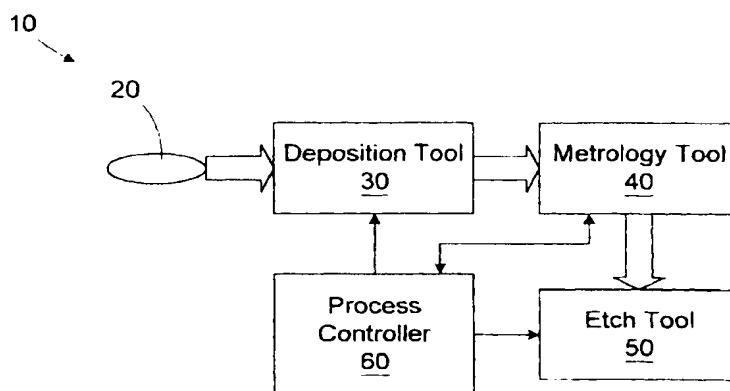 10
20
Deposition Tool
30
Metrology Tool
40
Process
Controller
60
Etch Tool
50